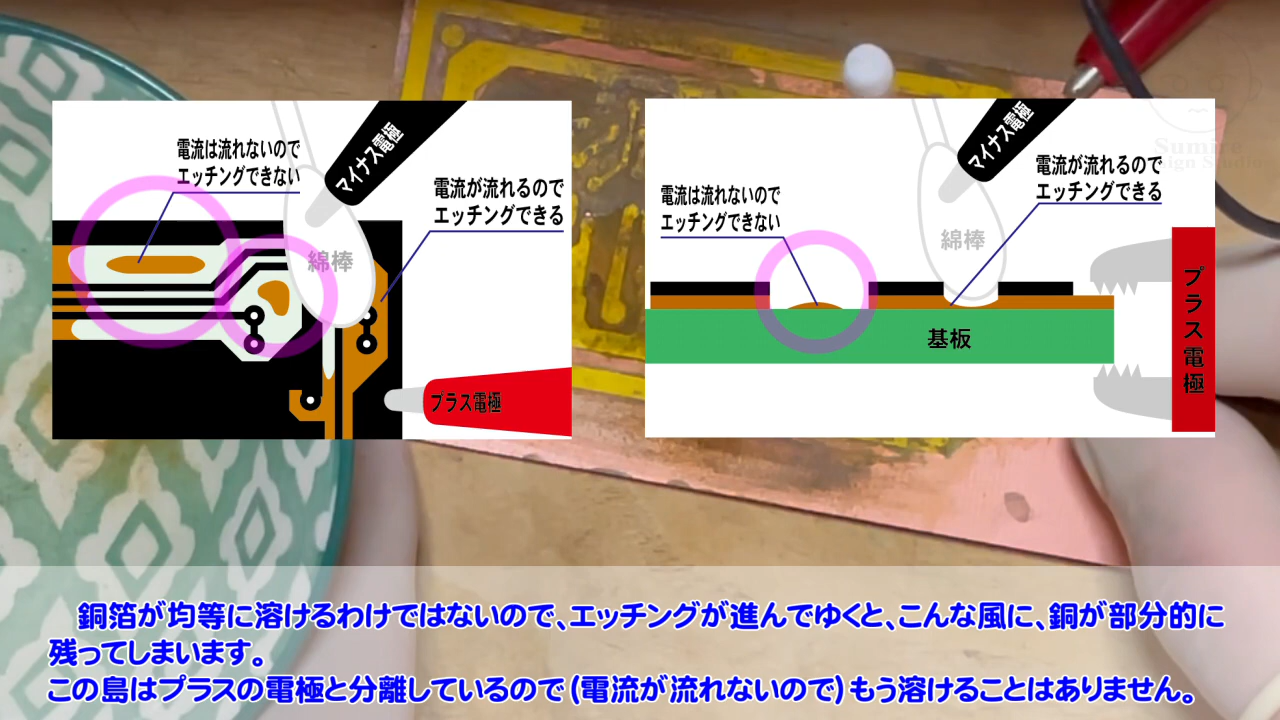 電流は流れないので
エッチングできない
マイナス電極
電流が流れるので
エッチングできる
綿棒
プラス電極
電流は流れないので
エッチングできない
マイナス電極
電流が流れるので
エッチングできる
綿棒
基板
プラス電極
Sumire
sign Studio
銅箔が均等に溶けるわけではないので、エッチングが進んでゆくと、こんな風に、銅が部分的に
残ってしまいます。
この島はプラスの電極と分離しているので(電流が流れないので)もう溶けることはありません。